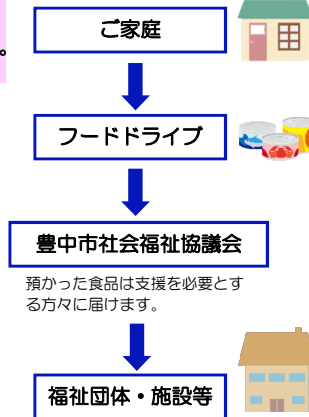 ご家庭
。
フードドライブ
豊中市社会福祉協議会
預かった食品は支援を必要とす
る方々に届けます。
福祉団体・施設等